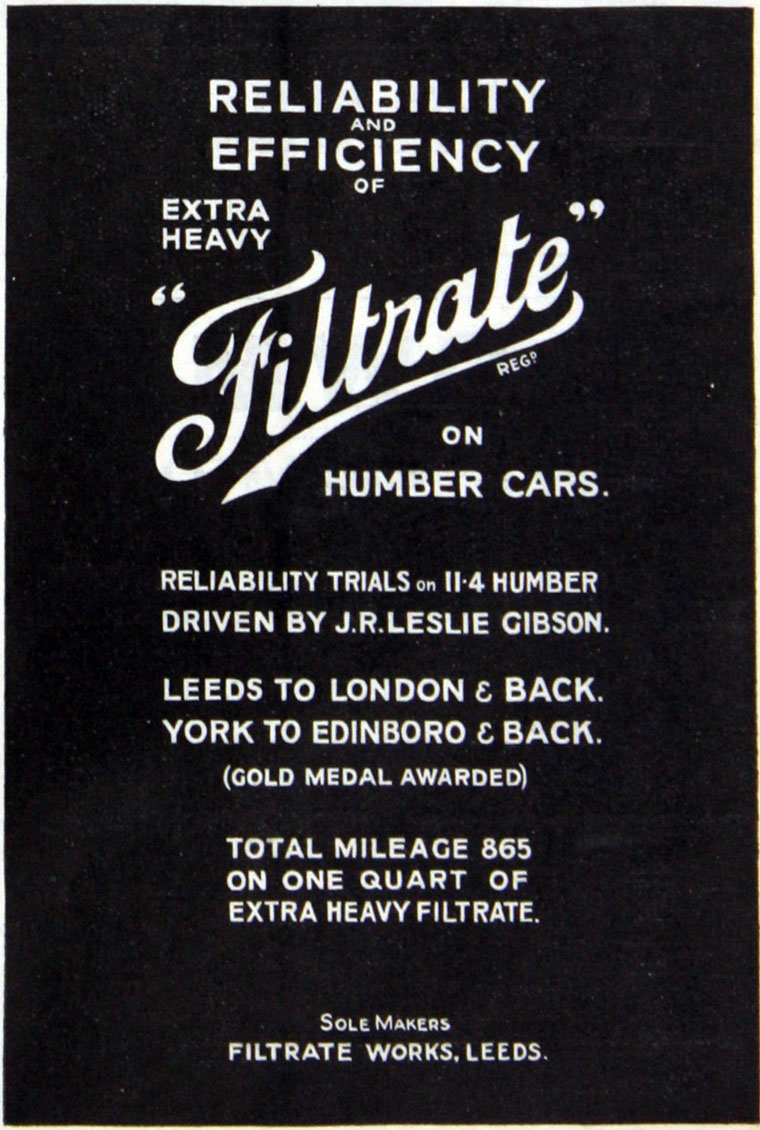 RELIABILITY
AND
EFFICIENCY
OF
EXTRA
HEAVY
“Filtrate”
REGD
ON
HUMBER CARS.
RELIABILITY TRIALS on 11·4 HUMBER
DRIVEN BY J.R. LESLIE GIBSON.
LEEDS TO LONDON & BACK.
YORK TO EDINBORO & BACK.
(GOLD MEDAL AWARDED)
TOTAL MILEAGE 865
ON ONE QUART OF
EXTRA HEAVY FILTRATE.
SOLE MAKERS
FILTRATE WORKS, LEEDS.